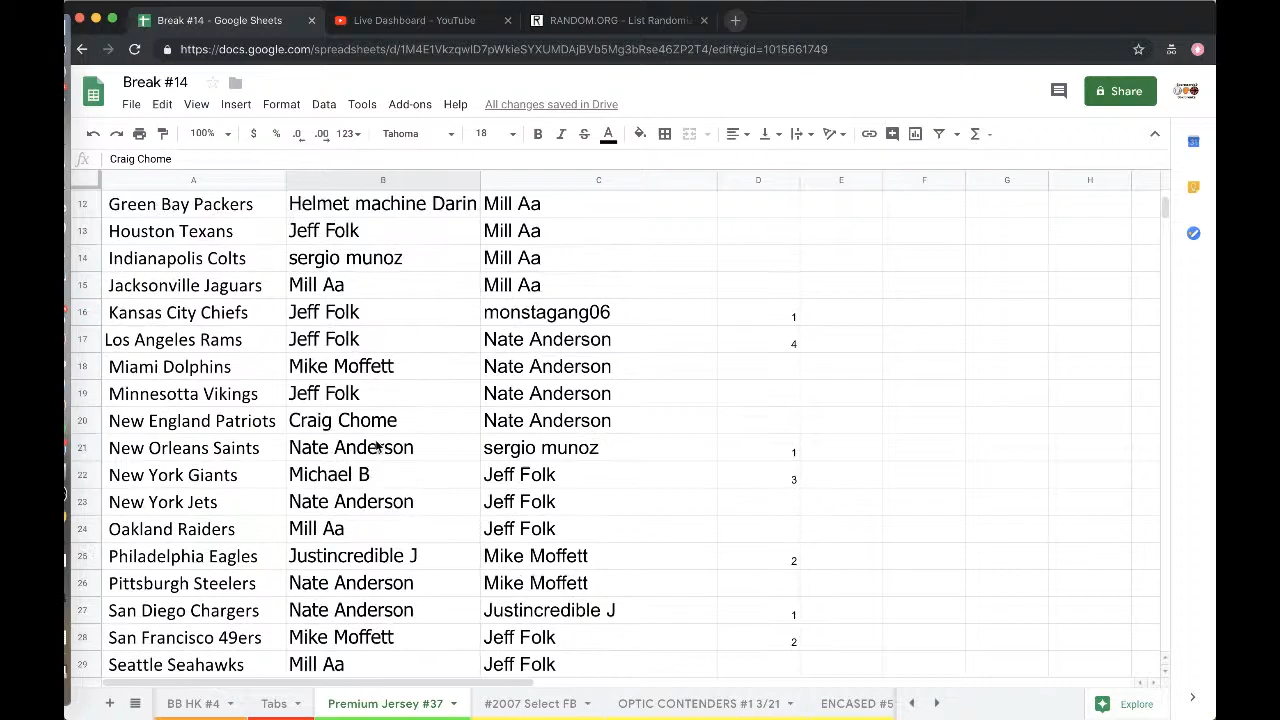 Break #14 - Google Sheets × Live Dashboard - YouTube × RANDOM.ORG - List Randomi ×
https://docs.google.com/spreadsheets/d/1M4E1VkzqwlD7pWkieSYXUMDAjBVb5Mg3bRse46ZP2T4/edit#gid=1015661749
Break #14
File Edit View Insert Format Data Tools Add-ons Help All changes saved in Drive Share
100% $ % .0 .00 123 Tahoma 18 B I S A
fx Craig Chome
A B C D E F G H
12 Green Bay Packers Helmet machine Darin Mill Aa
13 Houston Texans Jeff Folk Mill Aa
14 Indianapolis Colts sergio munoz Mill Aa
15 Jacksonville Jaguars Mill Aa Mill Aa
16 Kansas City Chiefs Jeff Folk monstagang06 1
17 Los Angeles Rams Jeff Folk Nate Anderson 4
18 Miami Dolphins Mike Moffett Nate Anderson
19 Minnesotta Vikings Jeff Folk Nate Anderson
20 New England Patriots Craig Chome Nate Anderson
21 New Orleans Saints Nate Anderson sergio munoz 1
22 New York Giants Michael B Jeff Folk 3
23 New York Jets Nate Anderson Jeff Folk
24 Oakland Raiders Mill Aa Jeff Folk
25 Philadelphia Eagles Justincredible J Mike Moffett 2
26 Pittsburgh Steelers Nate Anderson Mike Moffett
27 San Diego Chargers Nate Anderson Justincredible J 1
28 San Francisco 49ers Mike Moffett Jeff Folk 2
29 Seattle Seahawks Mill Aa Jeff Folk
BB HK #4 Tabs Premium Jersey #37 #2007 Select FB OPTIC CONTENDERS #1 3/21 ENCASED #5 Explore